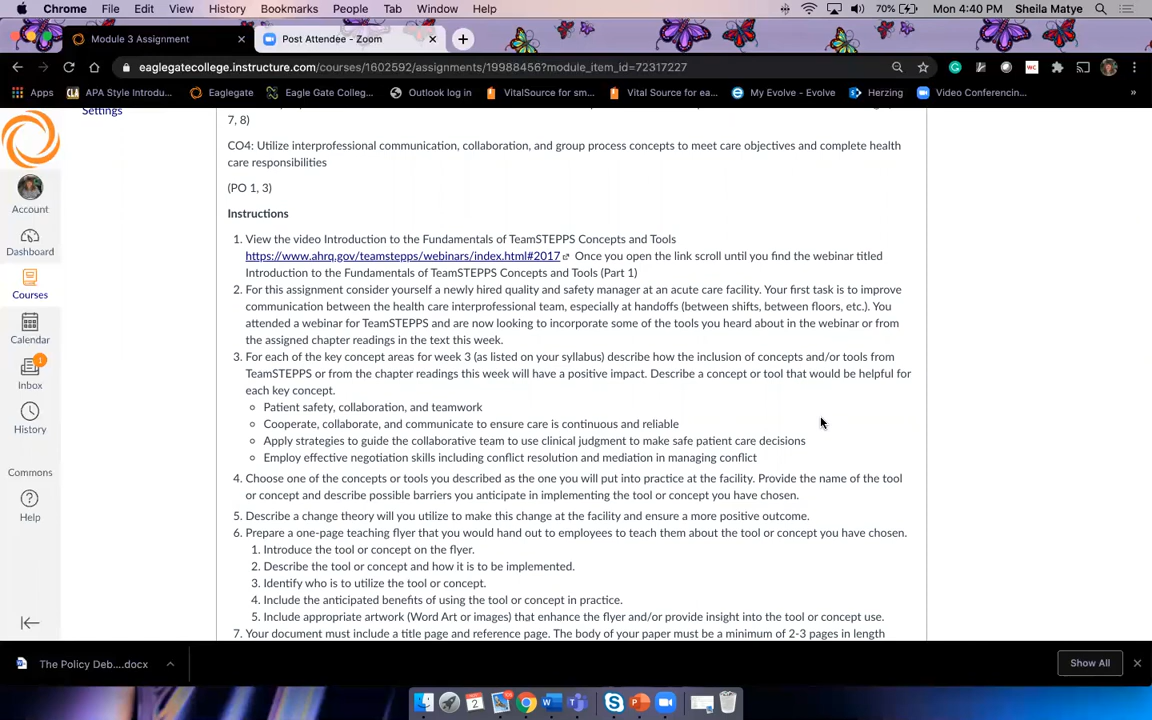 Chrome File Edit View History Bookmarks People Tab Window Help 70% Mon 4:40 PM Sheila Matye
Module 3 Assignment Post Attendee - Zoom
eaglegatecollege.instructure.com/courses/1602592/assignments/19988456?module_item_id=72317227
Apps APA Style Introdu... Eaglegate Eagle Gate Colleg... Outlook log in VitalSource for sm... Vital Source for ea... My Evolve - Evolve Herzing Video Conferencin...
Settings
7, 8)
CO4: Utilize interprofessional communication, collaboration, and group process concepts to meet care objectives and complete health
care responsibilities
(PO 1, 3)
Instructions
1. View the video Introduction to the Fundamentals of TeamSTEPPS Concepts and Tools
https://www.ahrq.gov/teamstepps/webinars/index.html#2017 Once you open the link scroll until you find the webinar titled
Introduction to the Fundamentals of TeamSTEPPS Concepts and Tools (Part 1)
2. For this assignment consider yourself a newly hired quality and safety manager at an acute care facility. Your first task is to improve
communication between the health care interprofessional team, especially at handoffs (between shifts, between floors, etc.). You
attended a webinar for TeamSTEPPS and are now looking to incorporate some of the tools you heard about in the webinar or from
the assigned chapter readings in the text this week.
3. For each of the key concept areas for week 3 (as listed on your syllabus) describe how the inclusion of concepts and/or tools from
TeamSTEPPS or from the chapter readings this week will have a positive impact. Describe a concept or tool that would be helpful for
each key concept.
Patient safety, collaboration, and teamwork
Cooperate, collaborate, and communicate to ensure care is continuous and reliable
Apply strategies to guide the collaborative team to use clinical judgment to make safe patient care decisions
Employ effective negotiation skills including conflict resolution and mediation in managing conflict
4. Choose one of the concepts or tools you described as the one you will put into practice at the facility. Provide the name of the tool
or concept and describe possible barriers you anticipate in implementing the tool or concept you have chosen.
5. Describe a change theory will you utilize to make this change at the facility and ensure a more positive outcome.
6. Prepare a one-page teaching flyer that you would hand out to employees to teach them about the tool or concept you have chosen.
1. Introduce the tool or concept on the flyer.
2. Describe the tool or concept and how it is to be implemented.
3. Identify who is to utilize the tool or concept.
4. Include the anticipated benefits of using the tool or concept in practice.
5. Include appropriate artwork (Word Art or images) that enhance the flyer and/or provide insight into the tool or concept use.
7. Your document must include a title page and reference page. The body of your paper must be a minimum of 2-3 pages in length
Account
Dashboard
Courses
Calendar
1
Inbox
History
Commons
Help
The Policy Deb....docx
Show All